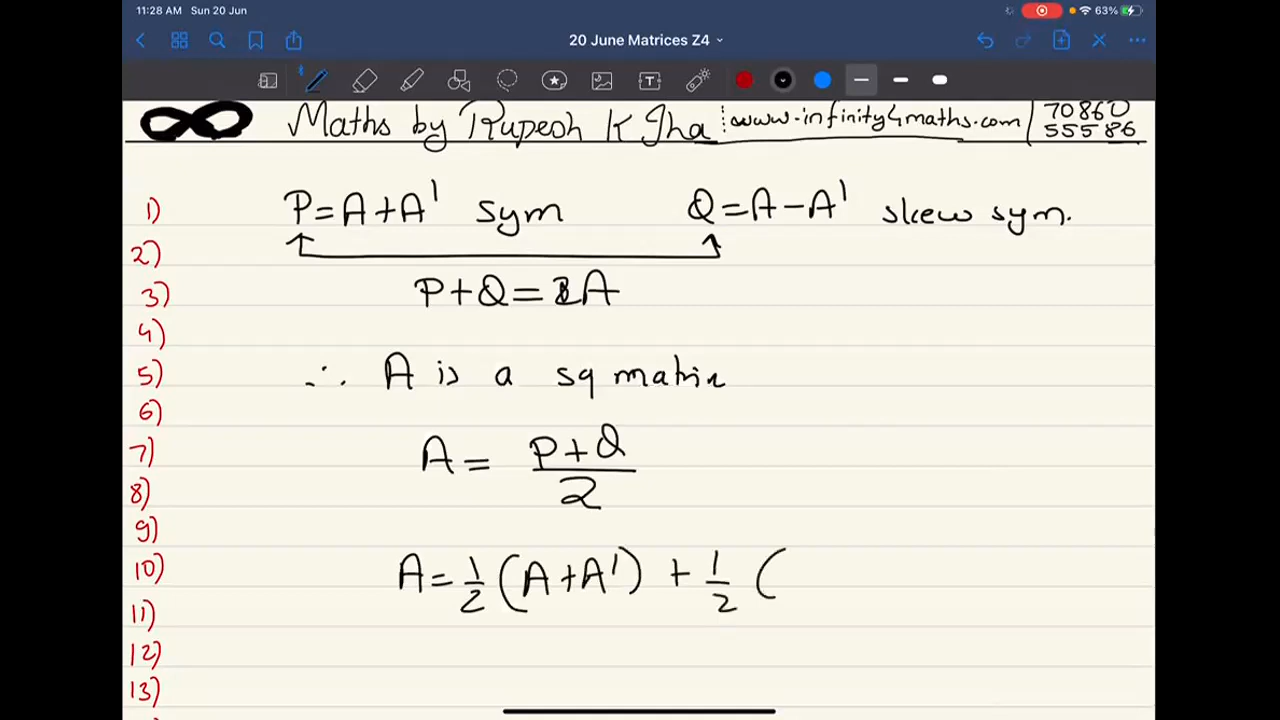 11:28 AM Sun 20 Jun 63%
20 June Matrices Z4
Maths by Rupesh K Jha www.infinity4maths.com 70860
55586
1) P=A+A' sym Q=A-A' skew sym.
2)
3) P+Q=2A
4)
5) ∴ A is a sq matrix
6)
7) A= P+Q
8) 2
9)
10) A=1/2 (A+A') + 1/2 (
11)
12)
13)